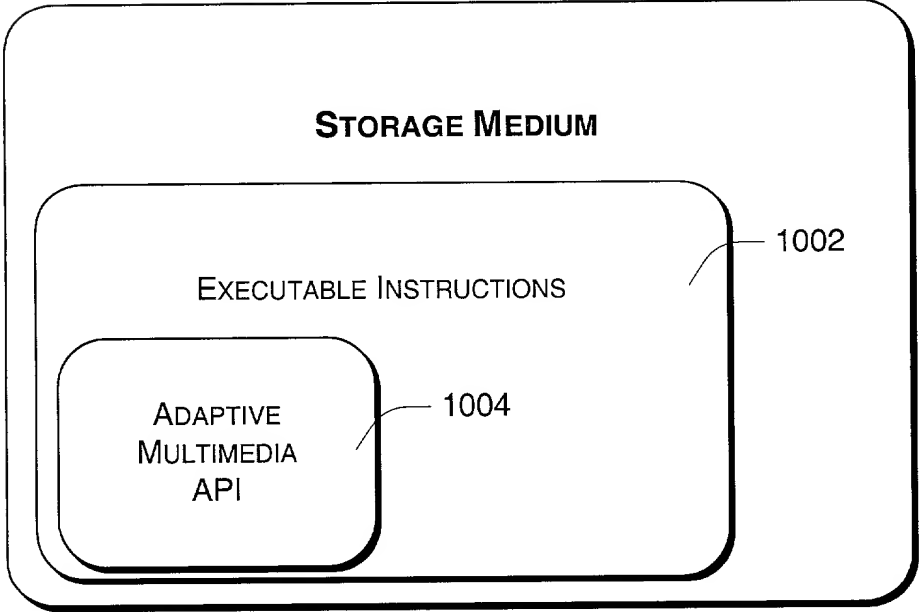 STORAGE MEDIUM
1002
EXECUTABLE INSTRUCTIONS
1004
ADAPTIVE
MULTIMEDIA
API